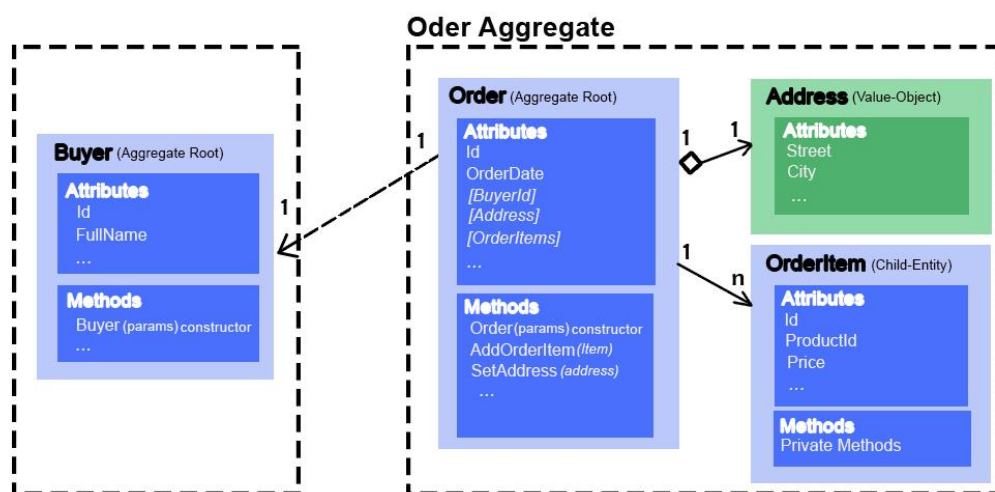 Oder Aggregate
Buyer (Aggregate Root)
Attributes
Id
FullName
...
Methods
Buyer (params) constructor
...
1
1
Order (Aggregate Root)
Attributes
Id
OrderDate
[BuyerId]
[Address]
[OrderItems]
...
Methods
Order (params) constructor
AddOrderItem (Item)
SetAddress (address)
...
1
1
Address (Value-Object)
Attributes
Street
City
...
1
n
OrderItem (Child-Entity)
Attributes
Id
ProductId
Price
...
Methods
Private Methods